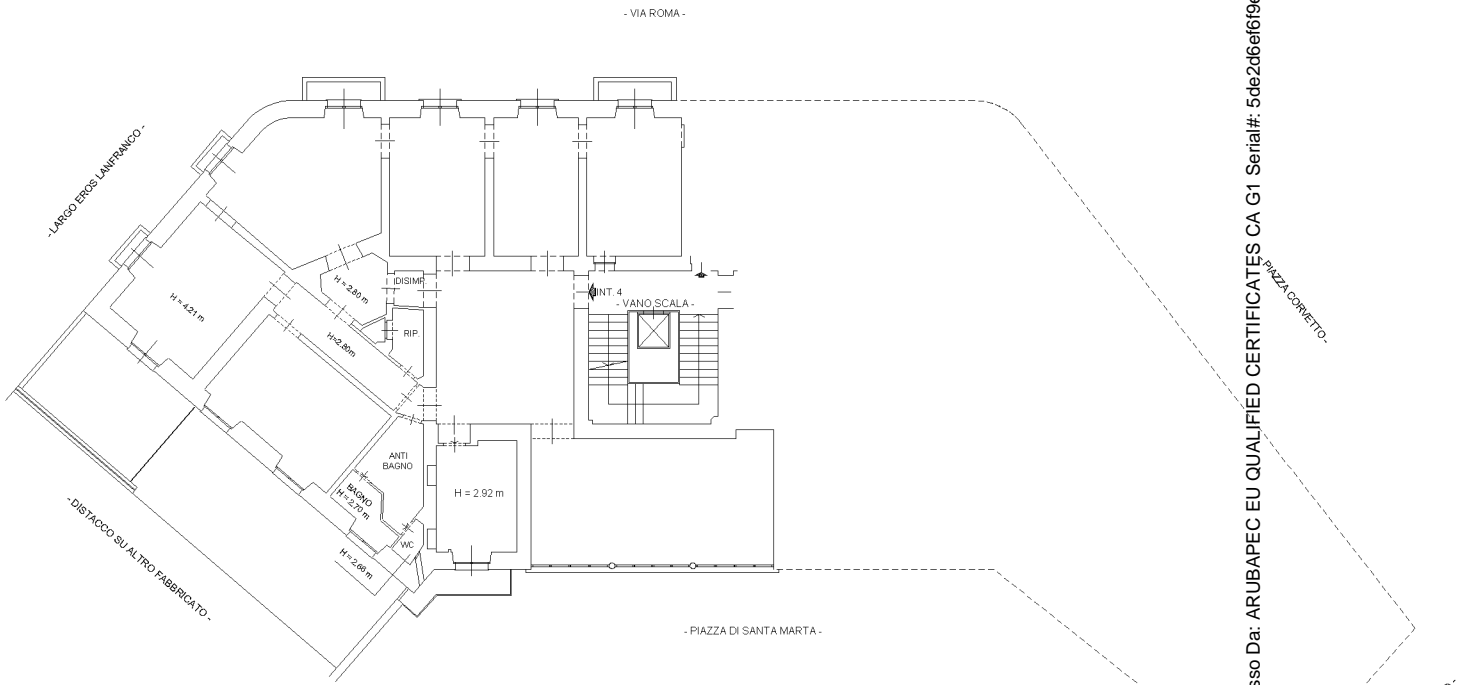 - VIA ROMA -
- LARGO EROS LANFRANCO -
DISIMP.
H = 2.80 m
INT. 4
- VANO SCALA -
H = 4.21 m
RIP.
H=2.80m
- PIAZZA CORVETTO -
ANTI
BAGNO
BAGNO
H = 2.70 m
H = 2.92 m
WC
H = 2.66 m
- DISTACCO SU ALTRO FABBRICATO -
- PIAZZA DI SANTA MARTA -
sso Da: ARUBAPEC EU QUALIFIED CERTIFICATES CA G1 Serial#: 5de2d6ef6f9e